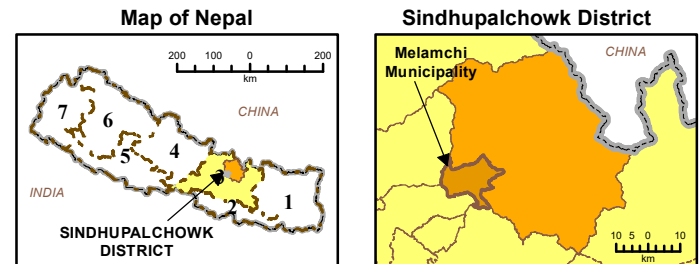 Map of Nepal
200 100 0 200
km
CHINA
7
6
5
4
3
2
1
INDIA
SINDHUPALCHOWK
DISTRICT
Sindhupalchowk District
Melamchi
Municipality
CHINA
10 5 0 10
km